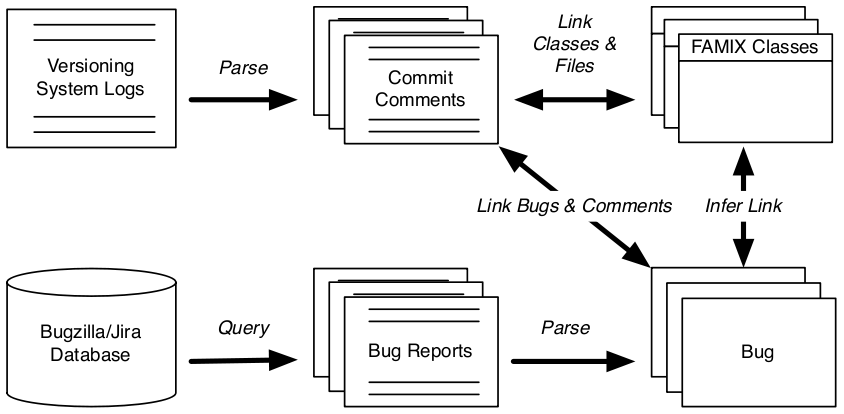 Versioning
System Logs
Parse
Commit
Comments
Link
Classes &
Files
FAMIX Classes
Link Bugs & Comments
Infer Link
Bugzilla/Jira
Database
Query
Bug Reports
Parse
Bug